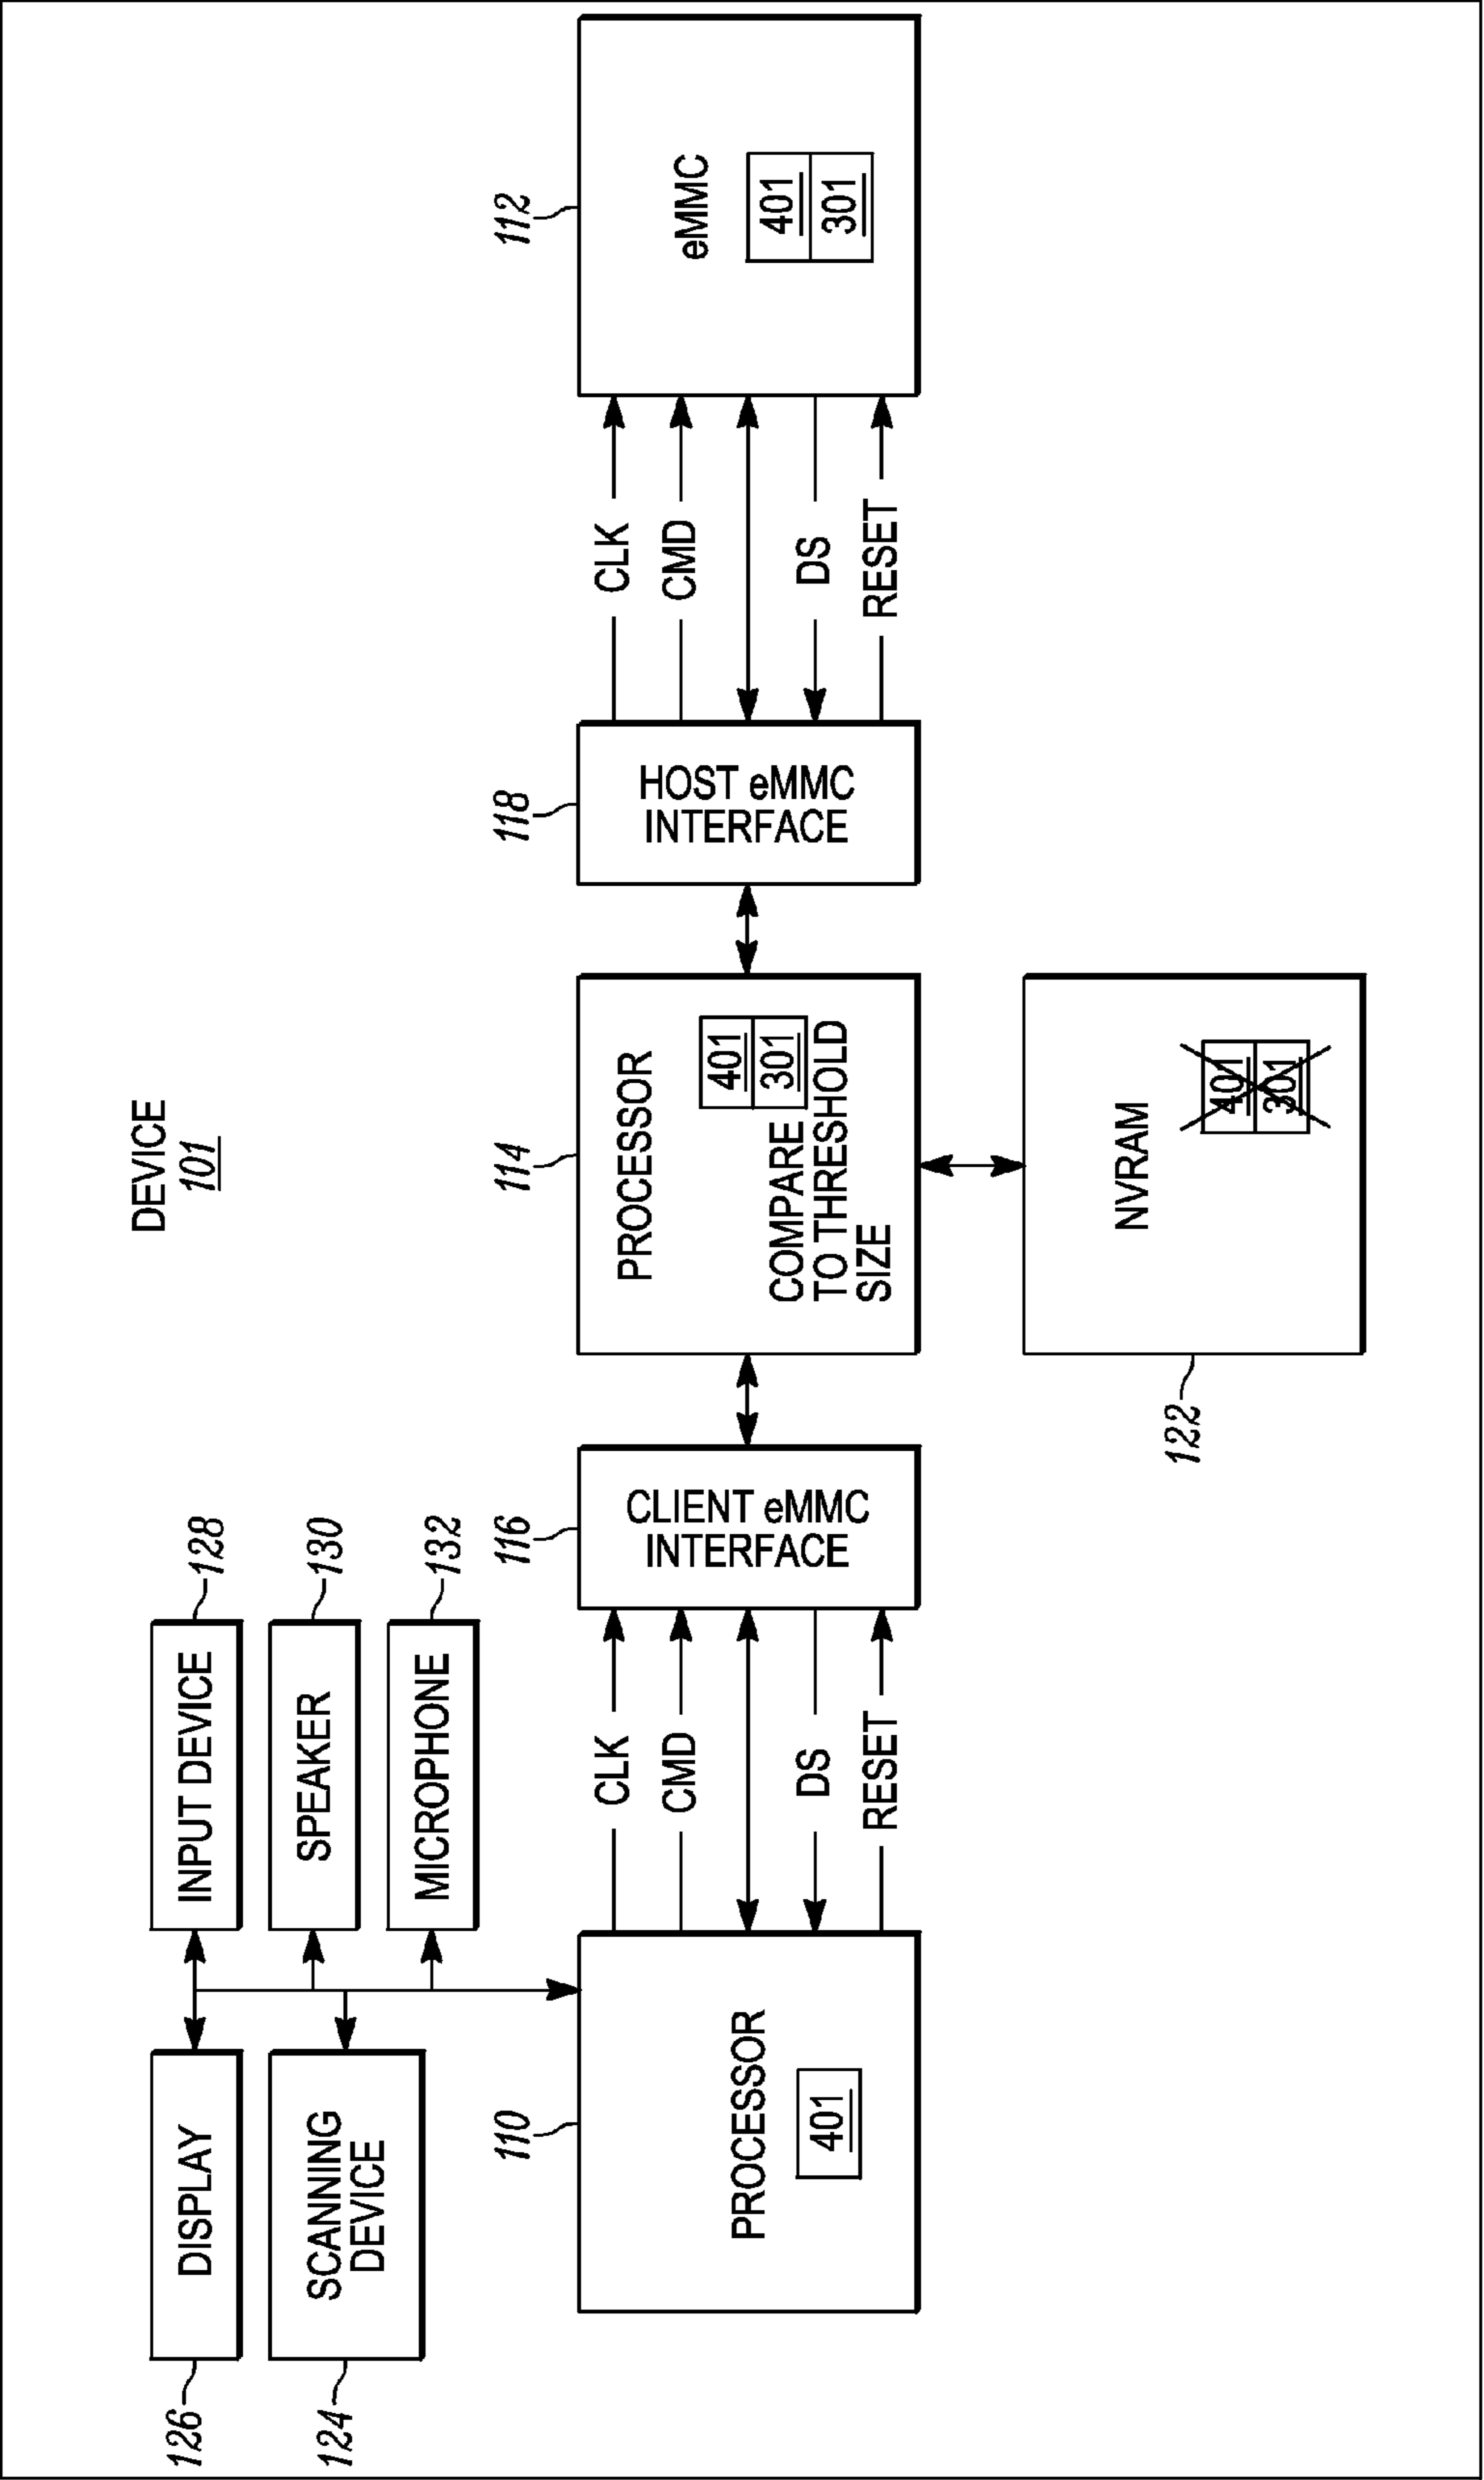 DEVICE
101
126
DISPLAY
INPUT DEVICE
128
124
SCANNING
DEVICE
SPEAKER
130
MICROPHONE
132
110
PROCESSOR
401
CLK
CMD
DS
RESET
116
CLIENT eMMC
INTERFACE
114
PROCESSOR
401
301
COMPARE
TO THRESHOLD
SIZE
118
HOST eMMC
INTERFACE
CLK
CMD
DS
RESET
112
eMMC
401
301
122
NVRAM
401
301